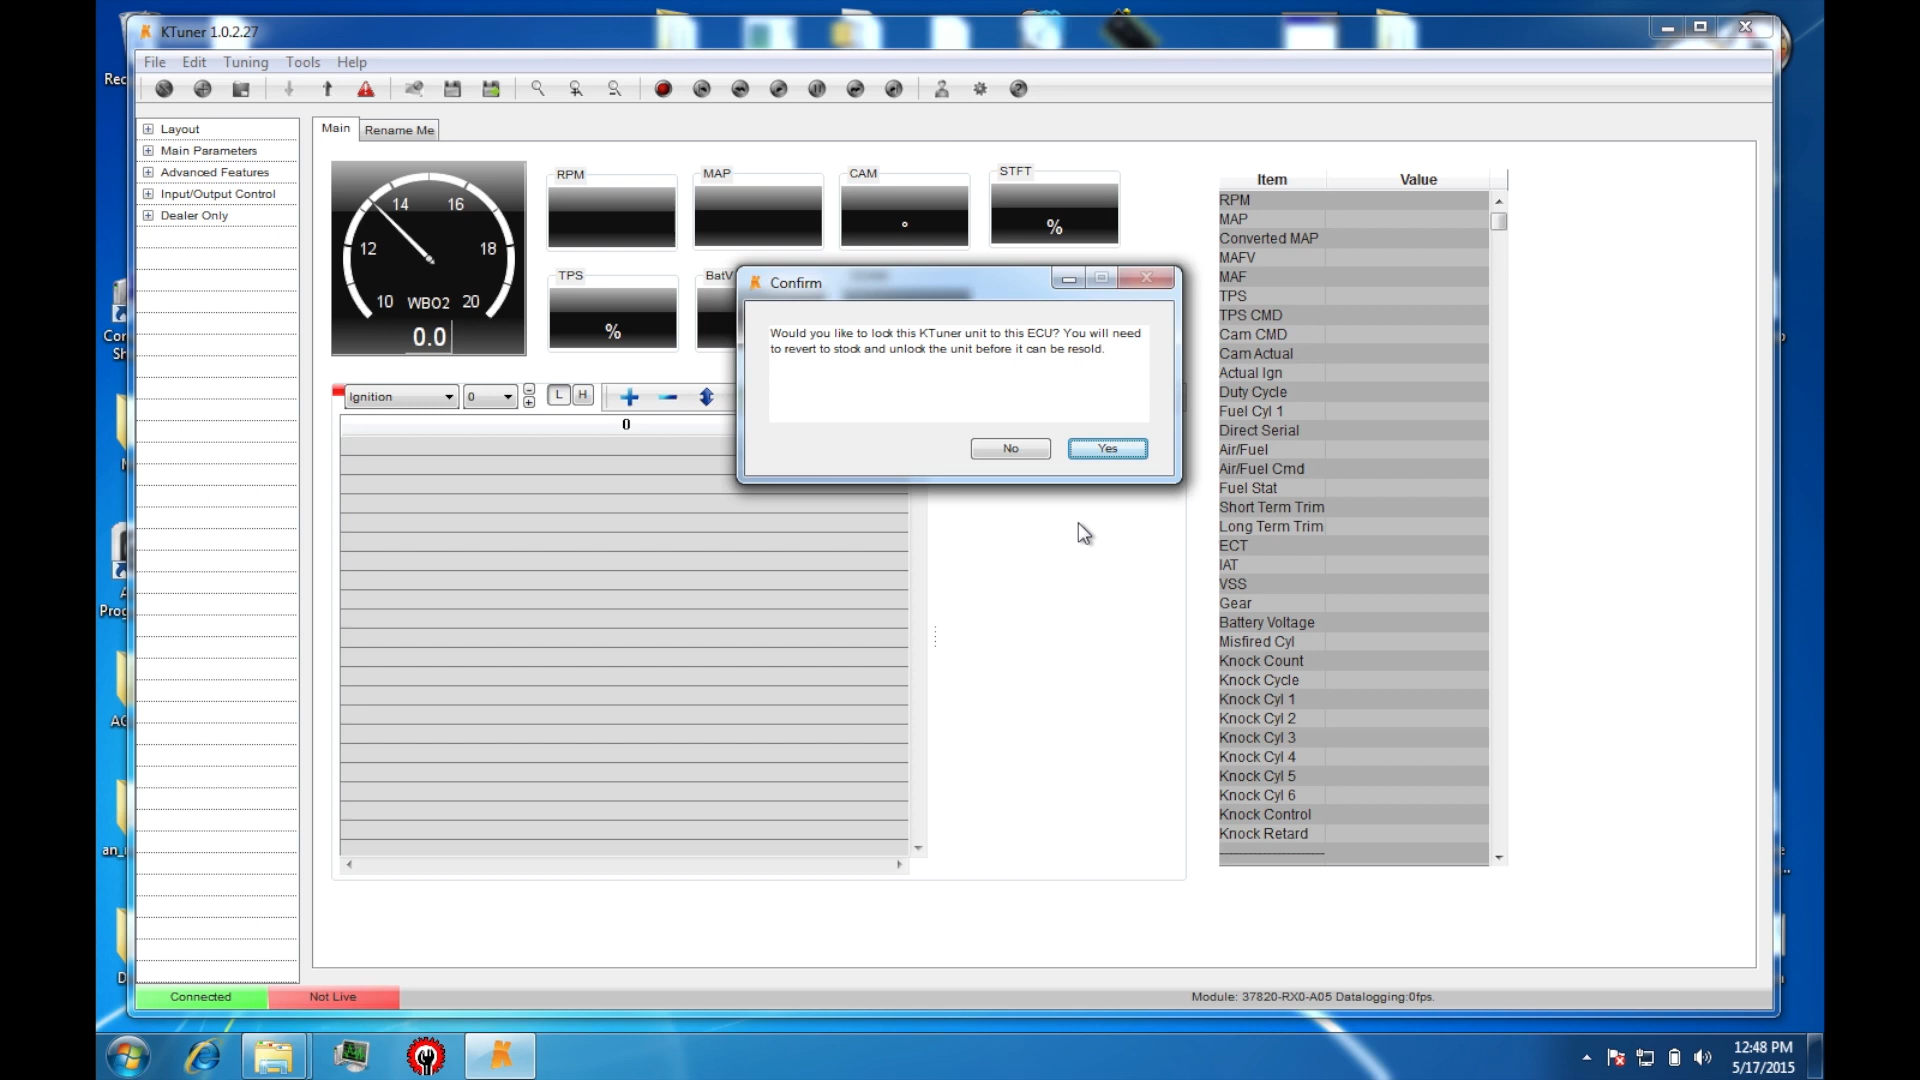 KTuner 1.0.2.27
File Edit Tuning Tools Help
Layout
Main Parameters
Advanced Features
Input/Output Control
Dealer Only
Main Rename Me
10 12 14 16 18 20
WBO2
0.0
RPM
MAP
CAM
°
STFT
%
TPS
%
BatV
Confirm
Would you like to lock this KTuner unit to this ECU? You will need
to revert to stock and unlock the unit before it can be resold.
No Yes
Ignition 0 L H
0
Item Value
RPM
MAP
Converted MAP
MAFV
MAF
TPS
TPS CMD
Cam CMD
Cam Actual
Actual Ign
Duty Cycle
Fuel Cyl 1
Direct Serial
Air/Fuel
Air/Fuel Cmd
Fuel Stat
Short Term Trim
Long Term Trim
ECT
IAT
VSS
Gear
Battery Voltage
Misfired Cyl
Knock Count
Knock Cycle
Knock Cyl 1
Knock Cyl 2
Knock Cyl 3
Knock Cyl 4
Knock Cyl 5
Knock Cyl 6
Knock Control
Knock Retard
Connected Not Live Module: 37820-RX0-A05 Datalogging:0fps.
12:48 PM
5/17/2015